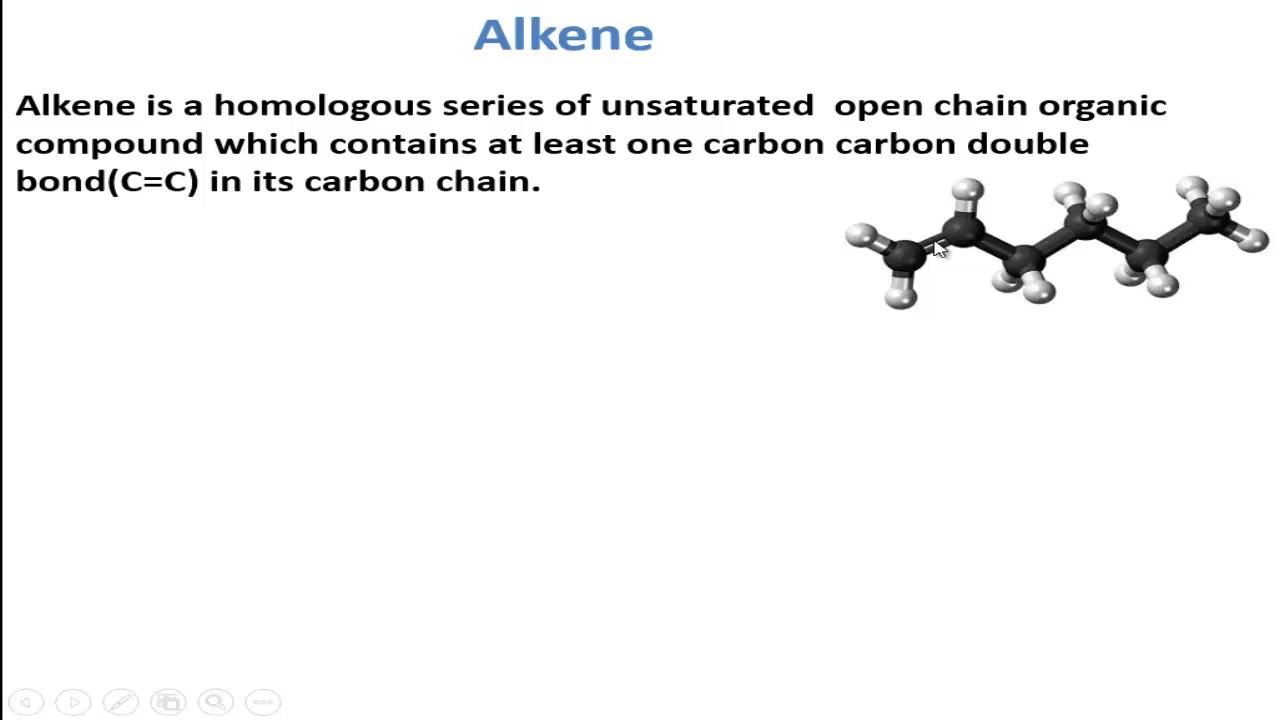 Alkene
Alkene is a homologous series of unsaturated  open chain organic
compound which contains at least one carbon carbon double
bond(C=C) in its carbon chain.